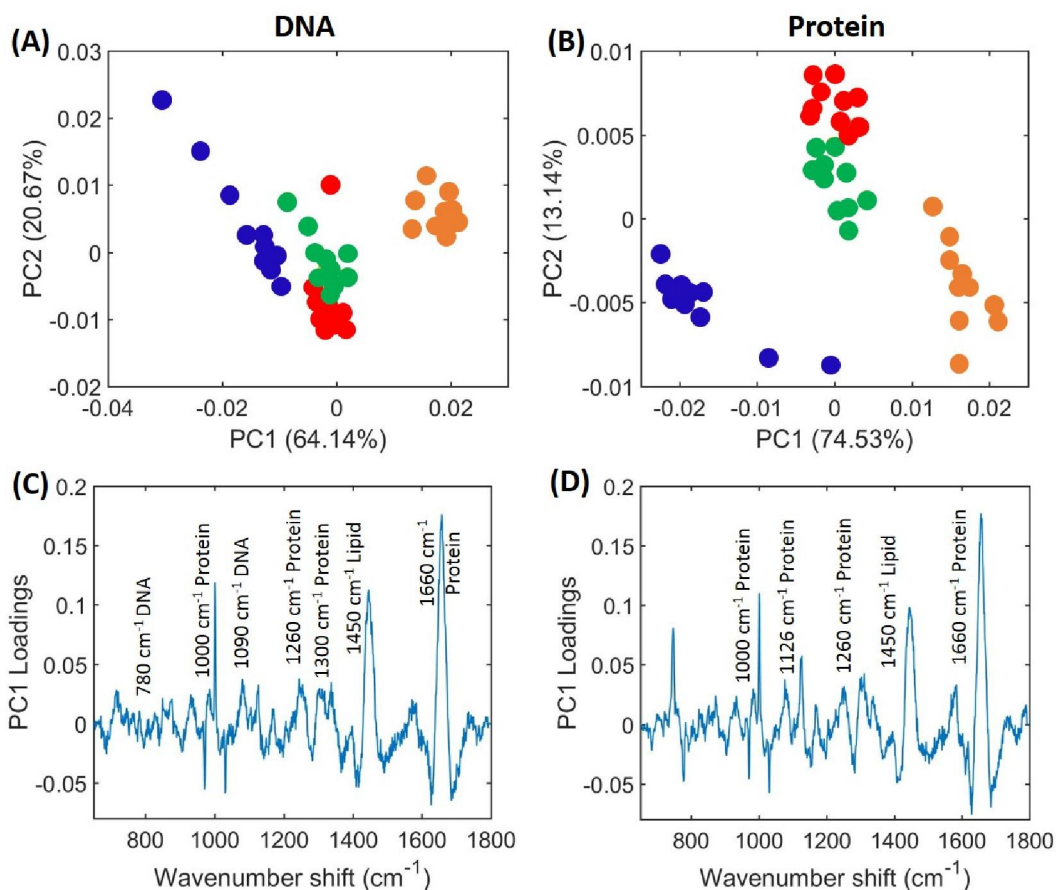 DNA
Protein
(A)
(B)
0.03
0.02
0.01
0
-0.01
-0.02
PC2 (20.67%)
-0.04
-0.02
0
0.02
PC1 (64.14%)
0.01
0.005
0
-0.005
-0.01
PC2 (13.14%)
-0.02
-0.01
0
0.01
0.02
PC1 (74.53%)
(C)
(D)
0.2
0.15
0.1
0.05
0
-0.05
PC1 Loadings
780 cm⁻¹ DNA
1000 cm⁻¹ Protein
1090 cm⁻¹ DNA
1260 cm⁻¹ Protein
1300 cm⁻¹ Protein
1450 cm⁻¹ Lipid
1660 cm⁻¹
Protein
800
1000
1200
1400
1600
1800
Wavenumber shift (cm⁻¹)
0.2
0.15
0.1
0.05
0
-0.05
PC1 Loadings
1000 cm⁻¹ Protein
1126 cm⁻¹ Protein
1260 cm⁻¹ Protein
1450 cm⁻¹ Lipid
1660 cm⁻¹ Protein
800
1000
1200
1400
1600
1800
Wavenumber shift (cm⁻¹)